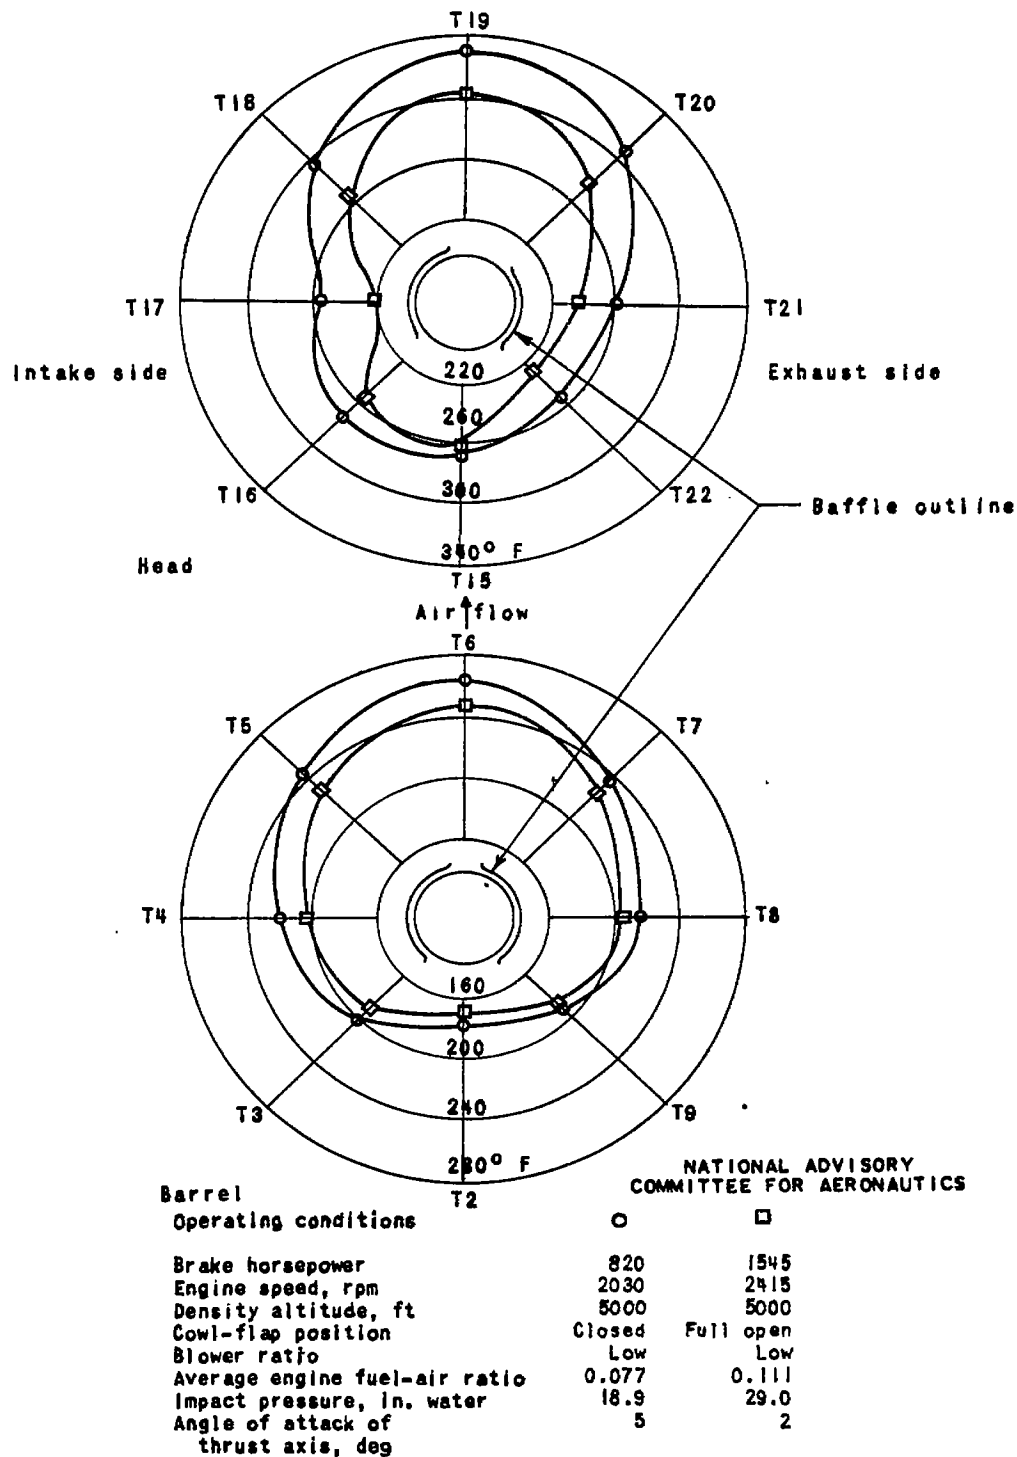 T19
T18
T20
T17
T21
Intake side
Exhaust side
220
260
300
340° F
T16
T22
Baffle outline
Head
T15
Air flow
T6
T5
T7
T4
T8
160
200
240
280° F
T3
T9
T2
NATIONAL ADVISORY
COMMITTEE FOR AERONAUTICS
Barrel
Operating conditions
Brake horsepower 820 1545
Engine speed, rpm 2030 2415
Density altitude, ft 5000 5000
Cowl-flap position Closed Full open
Blower ratio Low Low
Average engine fuel-air ratio 0.077 0.111
Impact pressure, in. water 18.9 29.0
Angle of attack of 5 2
thrust axis, deg